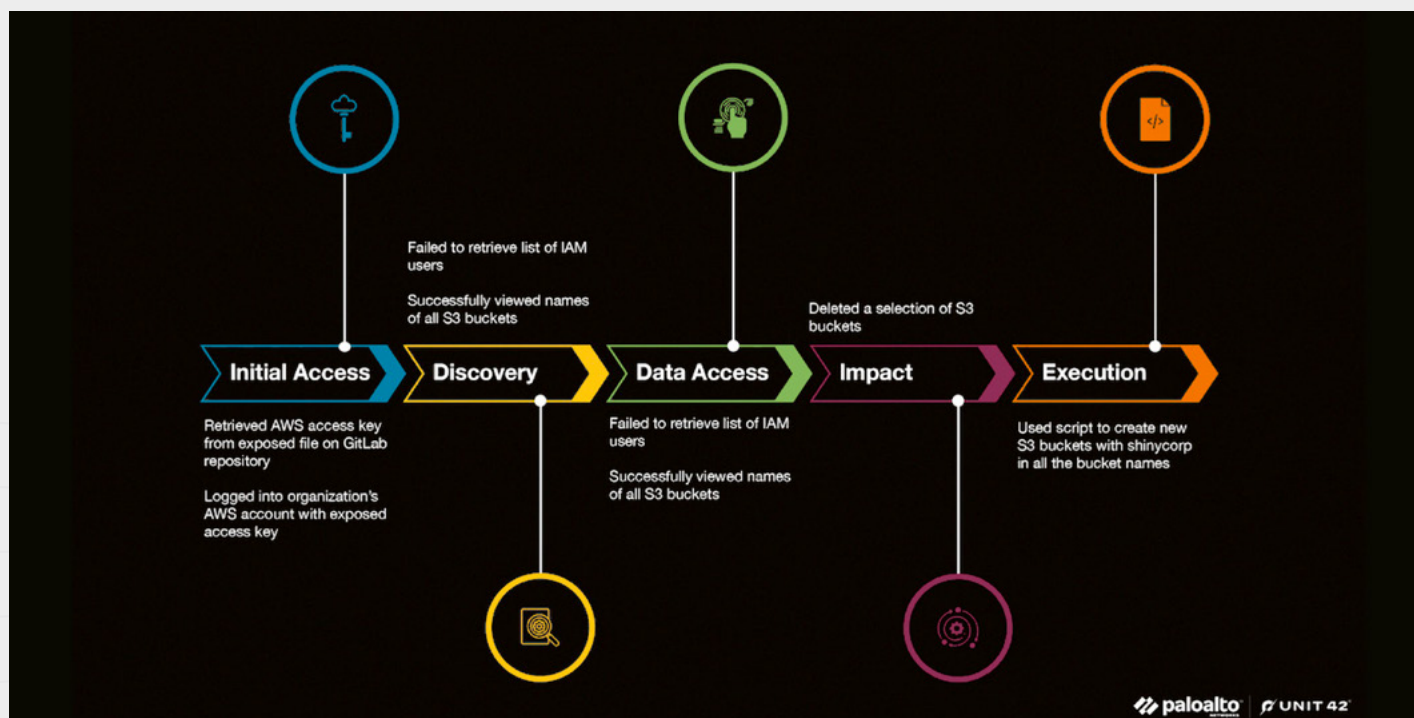 Failed to retrieve list of IAM
users
Successfully viewed names
of all S3 buckets
Deleted a selection of S3
buckets
Initial Access
Discovery
Data Access
Impact
Execution
Retrieved AWS access key
from exposed file on GitLab
repository
Logged into organization's
AWS account with exposed
access key
Failed to retrieve list of IAM
users
Successfully viewed names
of all S3 buckets
Used script to create new
S3 buckets with shinycorp
in all the bucket names
</>
paloalto
NETWORKS
UNIT 42